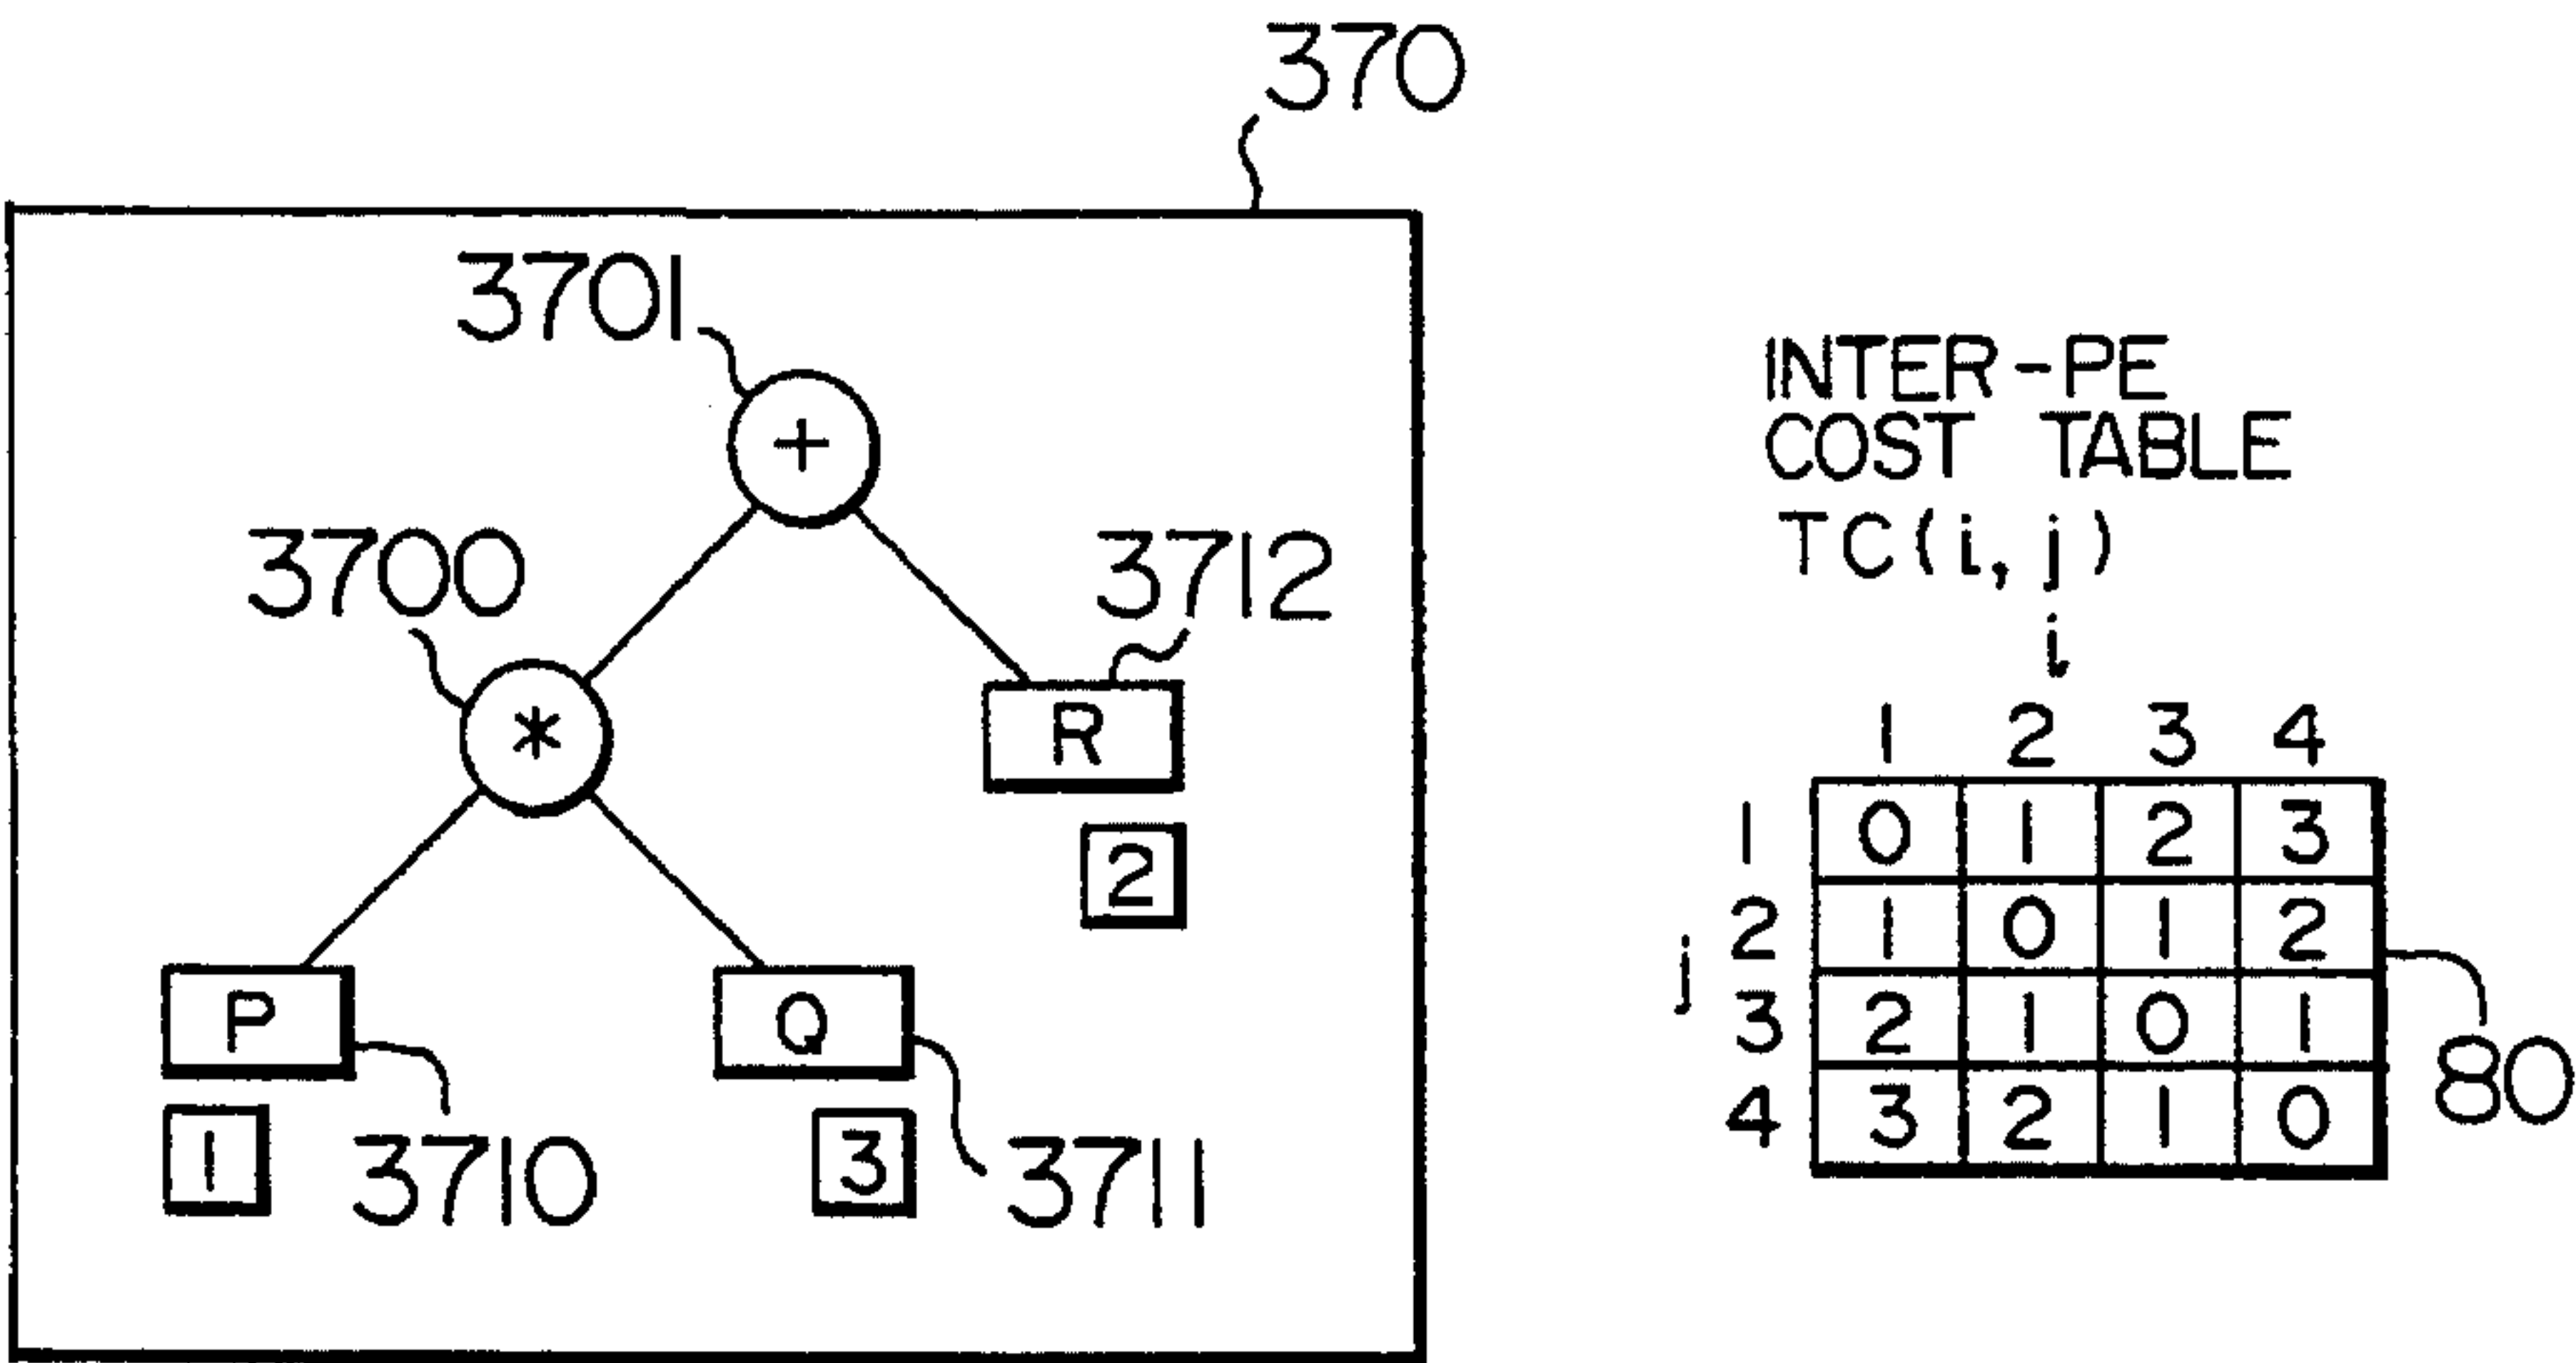 370
3701
+
3700
3712
*
R
2
P
Q
1
3710
3
3711
INTER-PE
COST TABLE
TC(i, j)
i
1 2 3 4
1 0 1 2 3
2 1 0 1 2
j
3 2 1 0 1
4 3 2 1 0
80